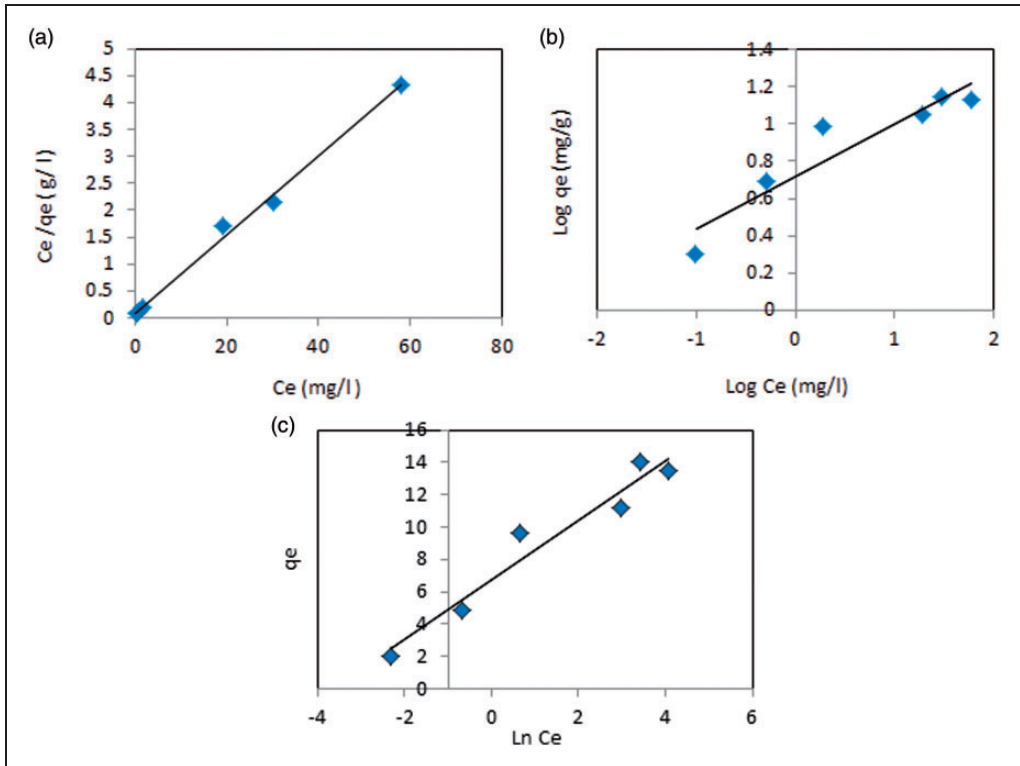 (a)
5
4.5
4
3.5
3
2.5
2
1.5
1
0.5
0
Ce /qe ( g/ l )
0 20 40 60 80
Ce (mg/l )
(b)
1.4
1.2
1
0.8
0.6
0.4
0.2
0
Log qe (mg/g)
-2 -1 0 1 2
Log Ce (mg/l )
(c)
16
14
12
10
8
6
4
2
0
qe
-4 -2 0 2 4 6
Ln Ce